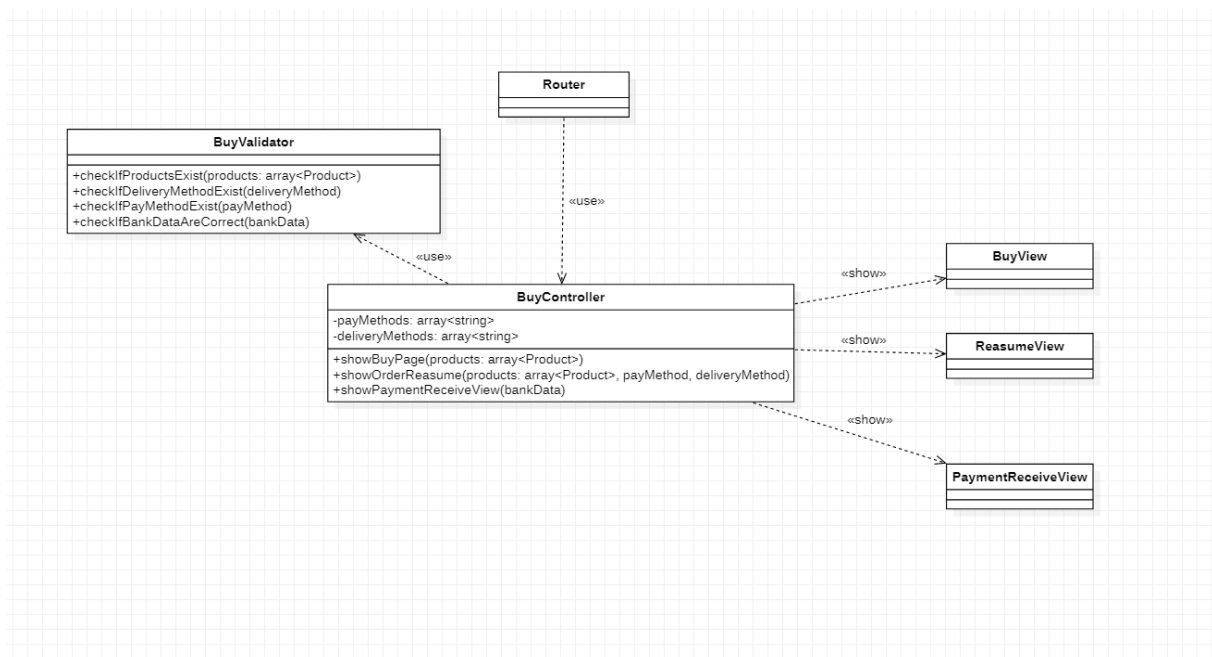 Router
BuyValidator
+checkIfProductsExist(products: array<Product>)
+checkIfDeliveryMethodExist(deliveryMethod)
+checkIfPayMethodExist(payMethod)
+checkIfBankDataAreCorrect(bankData)
«use»
«use»
BuyController
-payMethods: array<string>
-deliveryMethods: array<string>
+showBuyPage(products: array<Product>)
+showOrderReasume(products: array<Product>, payMethod, deliveryMethod)
+showPaymentReceiveView(bankData)
«show»
BuyView
«show»
ReasumeView
«show»
PaymentReceiveView